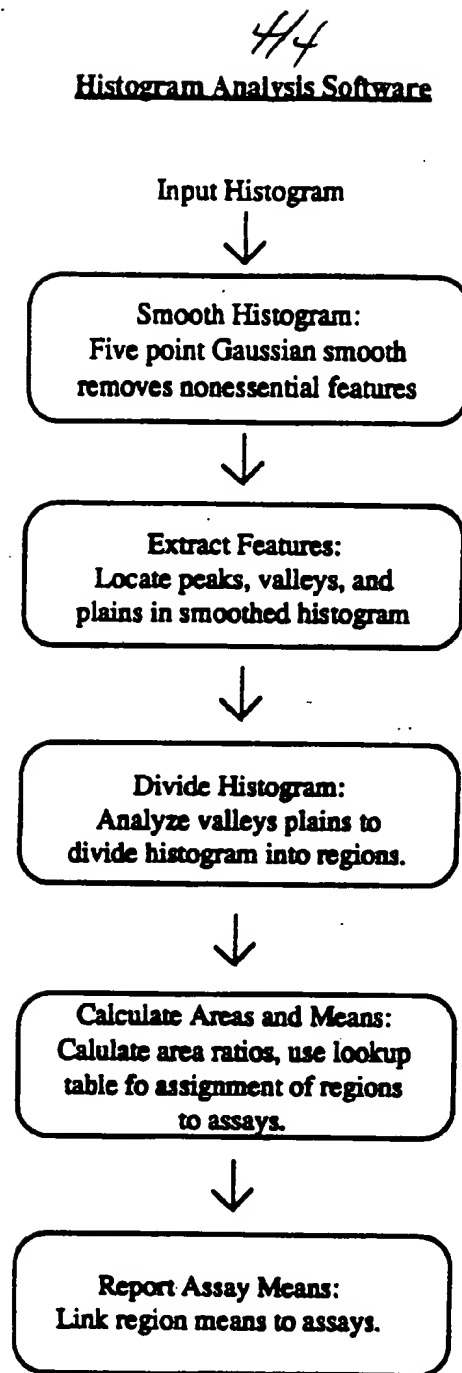 4/4
Histogram Analysis Software
Input Histogram
Smooth Histogram:
Five point Gaussian smooth
removes nonessential features
Extract Features:
Locate peaks, valleys, and
plains in smoothed histogram
Divide Histogram:
Analyze valleys plains to
divide histogram into regions.
Calculate Areas and Means:
Calulate area ratios, use lookup
table fo assignment of regions
to assays.
Report Assay Means:
Link region means to assays.